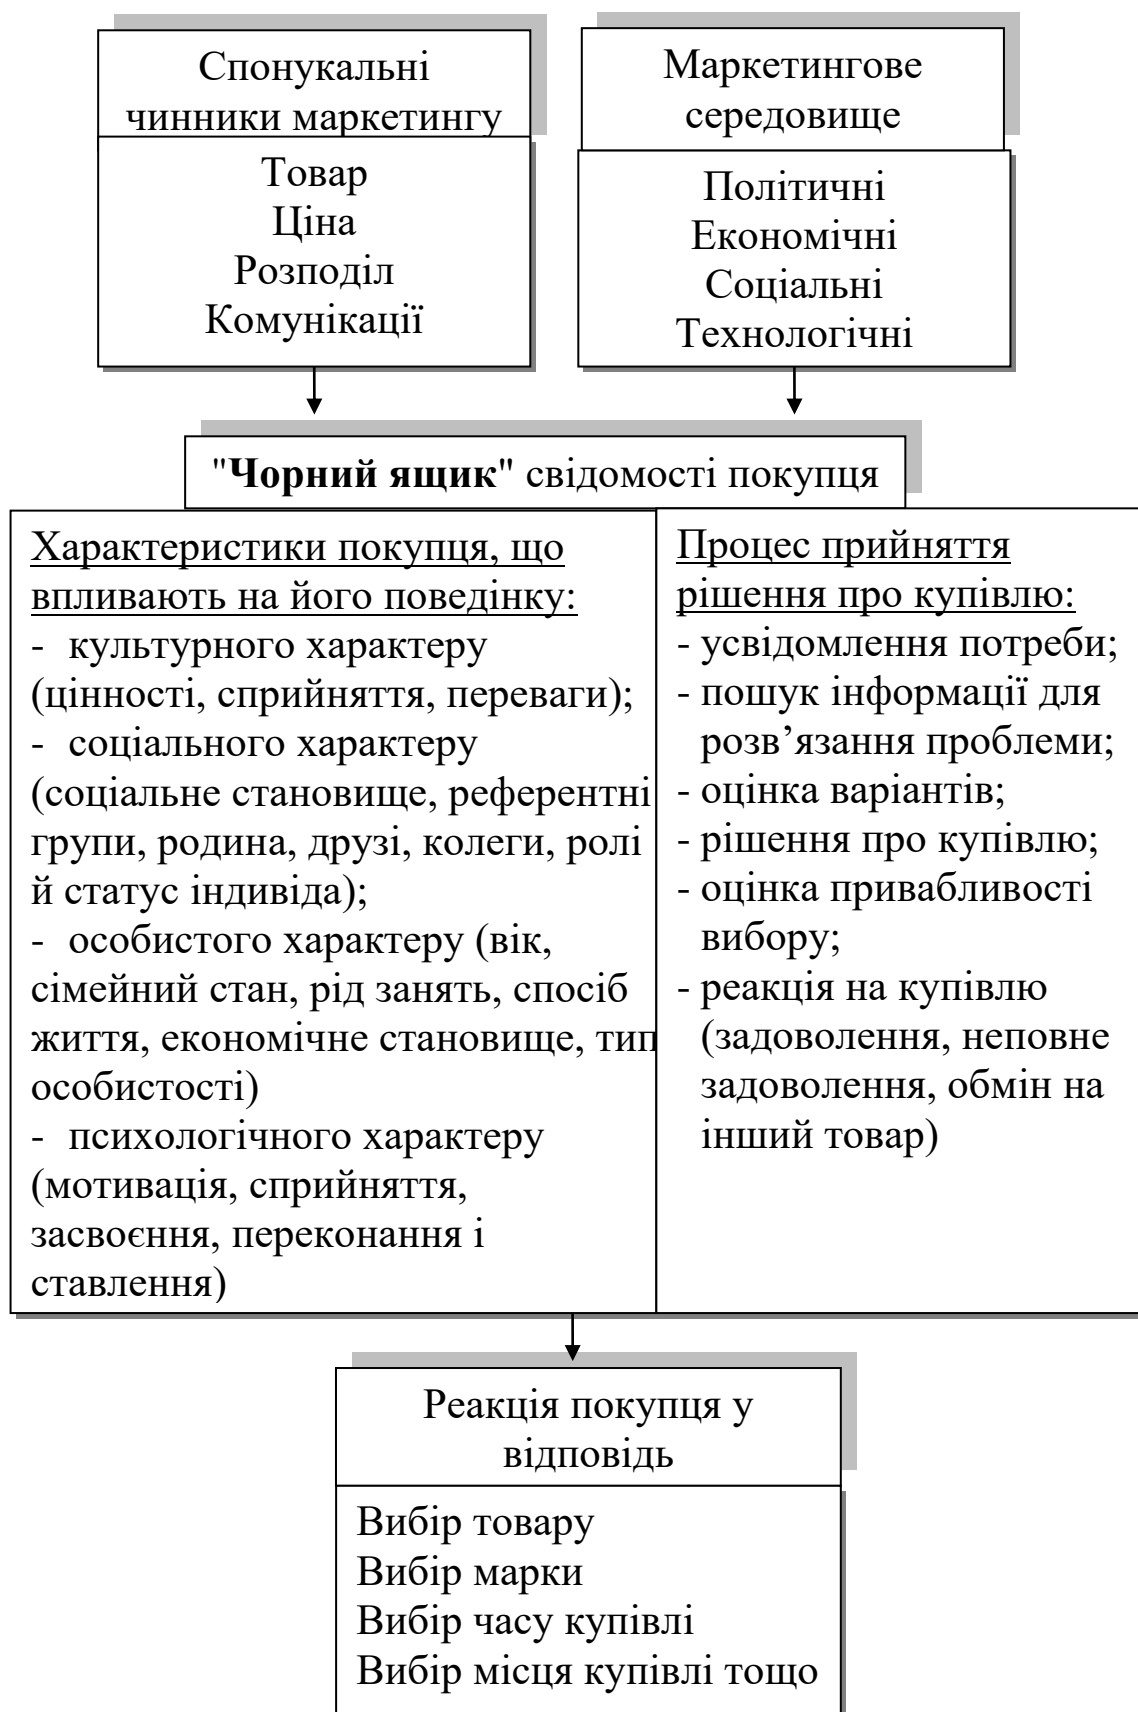 Спонукальні
чинники маркетингу
Товар
Ціна
Розподіл
Комунікації
Маркетингове
середовище
Політичні
Економічні
Соціальні
Технологічні
"Чорний ящик" свідомості покупця
Характеристики покупця, що
впливають на його поведінку:
- культурного характеру
(цінності, сприйняття, переваги);
- соціального характеру
(соціальне становище, референтні
групи, родина, друзі, колеги, ролі
й статус індивіда);
- особистого характеру (вік,
сімейний стан, рід занять, спосіб
життя, економічне становище, тип
особистості)
- психологічного характеру
(мотивація, сприйняття,
засвоєння, переконання і
ставлення)
Процес прийняття
рішення про купівлю:
- усвідомлення потреби;
- пошук інформації для
розв’язання проблеми;
- оцінка варіантів;
- рішення про купівлю;
- оцінка привабливості
вибору;
- реакція на купівлю
(задоволення, неповне
задоволення, обмін на
інший товар)
Реакція покупця у
відповідь
Вибір товару
Вибір марки
Вибір часу купівлі
Вибір місця купівлі тощо